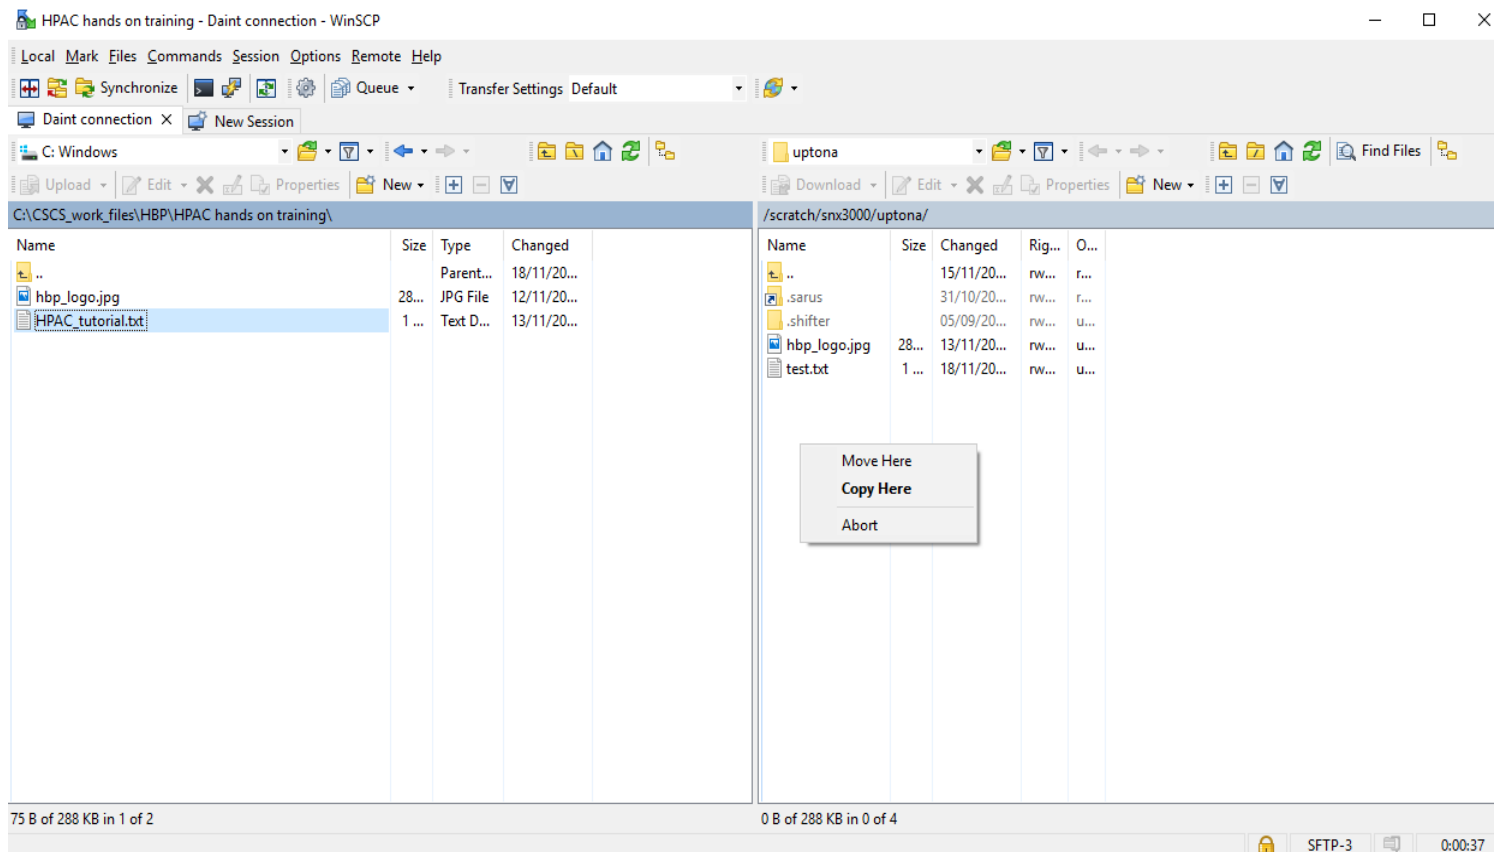 HPAC hands on training - Daint connection - WinSCP
Local Mark Files Commands Session Options Remote Help
Synchronize Queue Transfer Settings Default
Daint connection New Session
C: Windows uptona Find Files
Upload Edit Properties New Download Edit Properties New
C:\CSCS_work_files\HBP\HPAC hands on training\ /scratch/snx3000/uptona/
Name Size Type Changed Name Size Changed Rig... O...
.. Parent... 18/11/20... .. 15/11/20... rw... r...
hbp_logo.jpg 28... JPG File 12/11/20... .sarus 31/10/20... rw... r...
HPAC_tutorial.txt 1 ... Text D... 13/11/20... .shifter 05/09/20... rw... u...
hbp_logo.jpg 28... 13/11/20... rw... u...
test.txt 1 ... 18/11/20... rw... u...
Move Here
Copy Here
Abort
75 B of 288 KB in 1 of 2 0 B of 288 KB in 0 of 4
SFTP-3 0:00:37